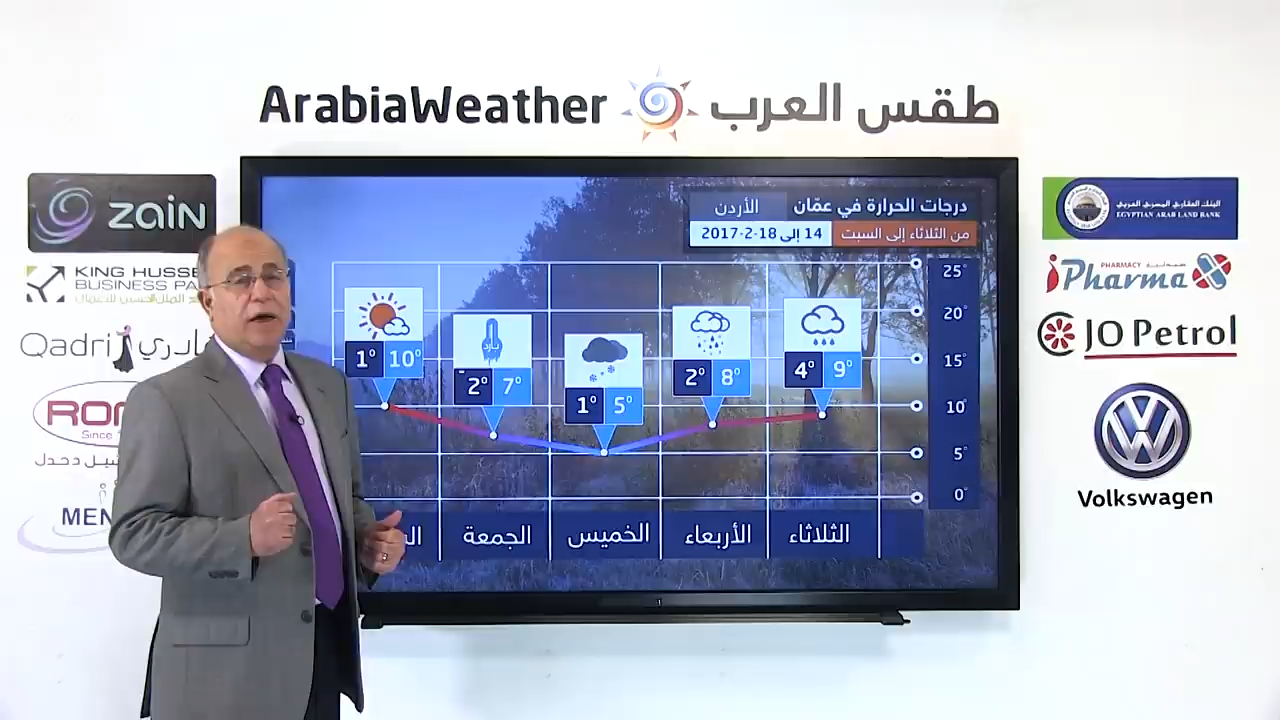 ArabiaWeather طقس العرب
zain
KING HUSSE
BUSINESS PA
Qadri
Since
MEN
درجات الحرارة في عمّان الأردن
من الثلاثاء إلى السبت 14 إلى 18-2-2017
25°
20°
15°
10°
5°
0°
4° 9°
2° 8°
1° 5°
بارد
-2° 7°
1° 10°
الثلاثاء
الأربعاء
الخميس
الجمعة
البنك العقاري المصري العربي
EGYPTIAN ARAB LAND BANK
PHARMACY
iPharma
JO Petrol
Volkswagen